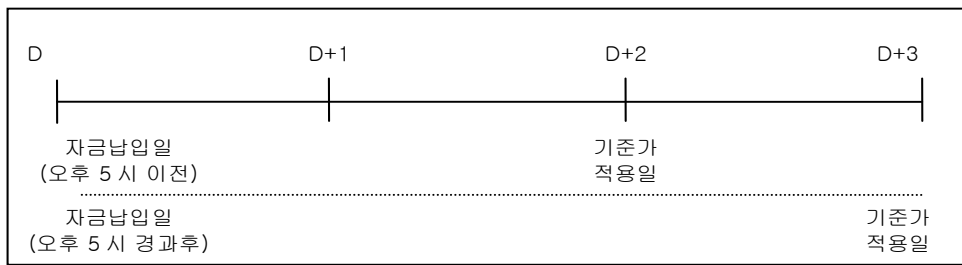 D D+1 D+2 D+3
자금납입일 기준가
(오후 5 시 이전) 적용일
자금납입일 기준가
(오후 5 시 경과후) 적용일